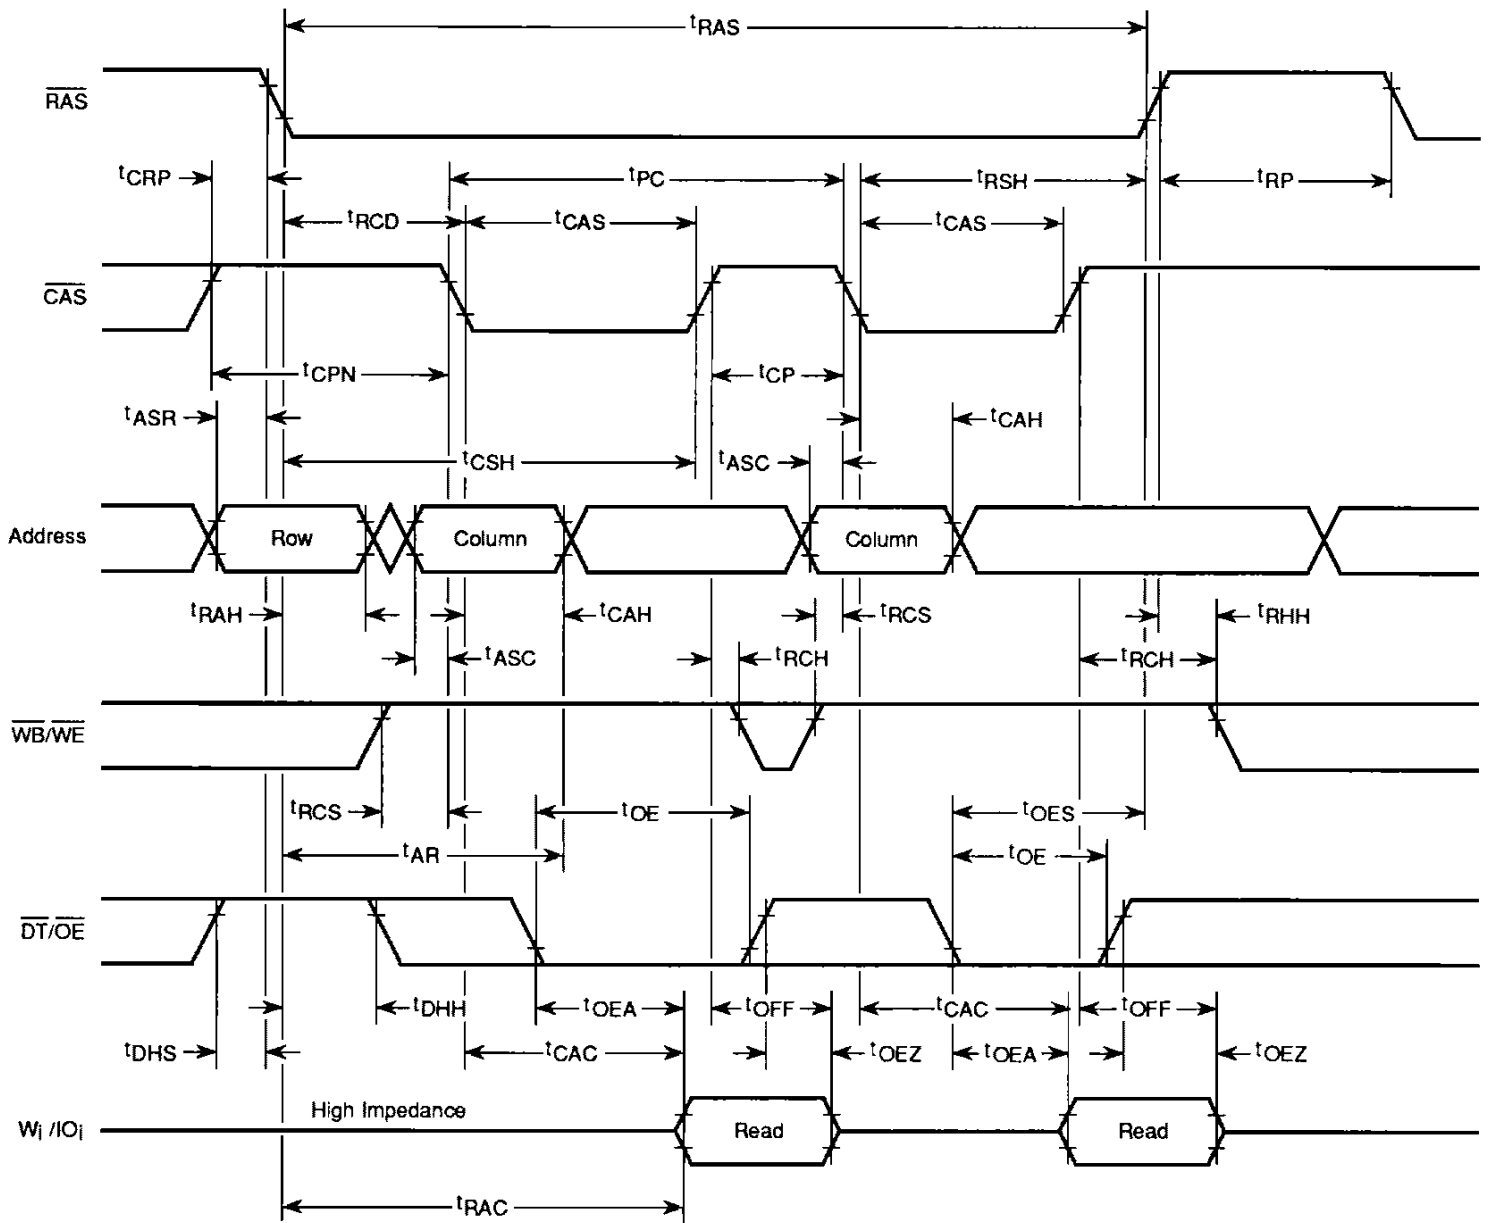 tRAS
RAS
tCRP
tPC
tRSH
tRP
tRCD
tCAS
tCAS
CAS
tCPN
tCP
tASR
tCAH
tCSH
tASC
Address
Row
Column
Column
tRAH
tCAH
tRCS
tRHH
tASC
tRCH
tRCH
WB/WE
tRCS
tOE
tOES
tAR
tOE
DT/OE
tDHH
tOEA
tOFF
tCAC
tOFF
tDHS
tCAC
tOEZ
tOEA
tOEZ
High Impedance
Wi /IOi
Read
Read
tRAC